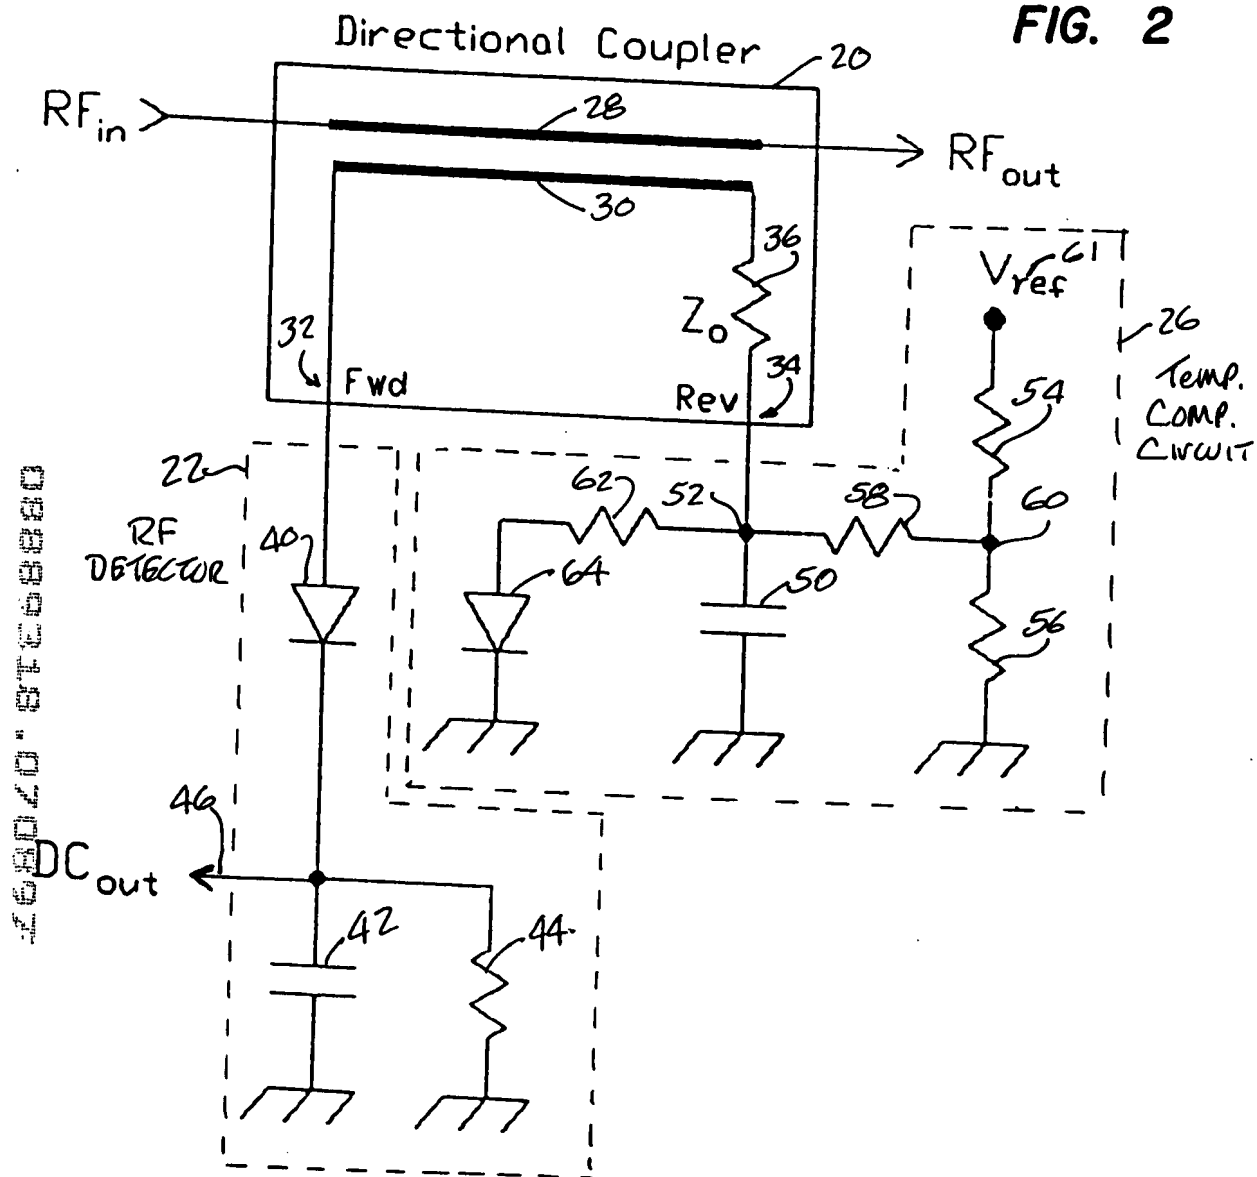 FIG. 2
Directional Coupler
20
RFin
28
RFout
30
36
Zo
Vref
61
26
Temp.
COMP.
CIRCUIT
32
Fwd
34
Rev
54
22
RF
DETECTOR
40
62
52
58
60
64
50
56
46
DCout
42
44